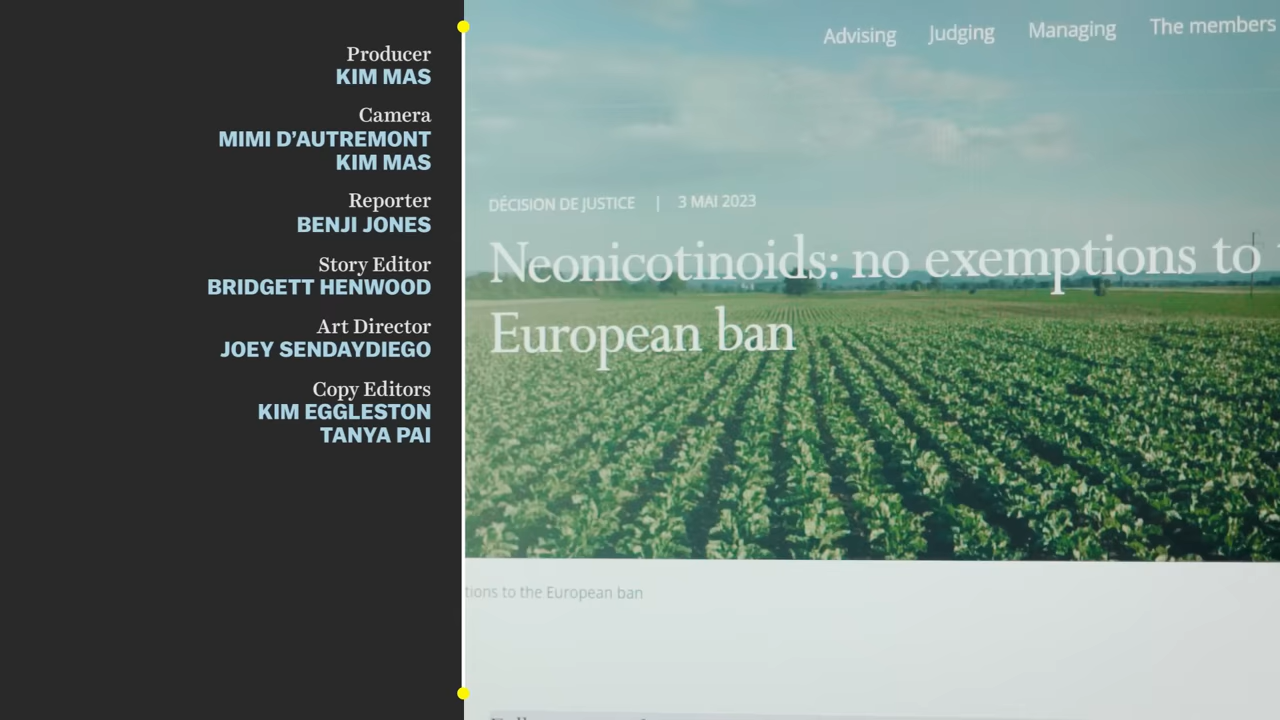 Producer
KIM MAS
Camera
MIMI D'AUTREMONT
KIM MAS
Reporter
BENJI JONES
Story Editor
BRIDGETT HENWOOD
Art Director
JOEY SENDAYDIEGO
Copy Editors
KIM EGGLESTON
TANYA PAI
Advising Judging Managing The members
DÉCISION DE JUSTICE | 3 MAI 2023
Neonicotinoids: no exemptions to
European ban
tions to the European ban